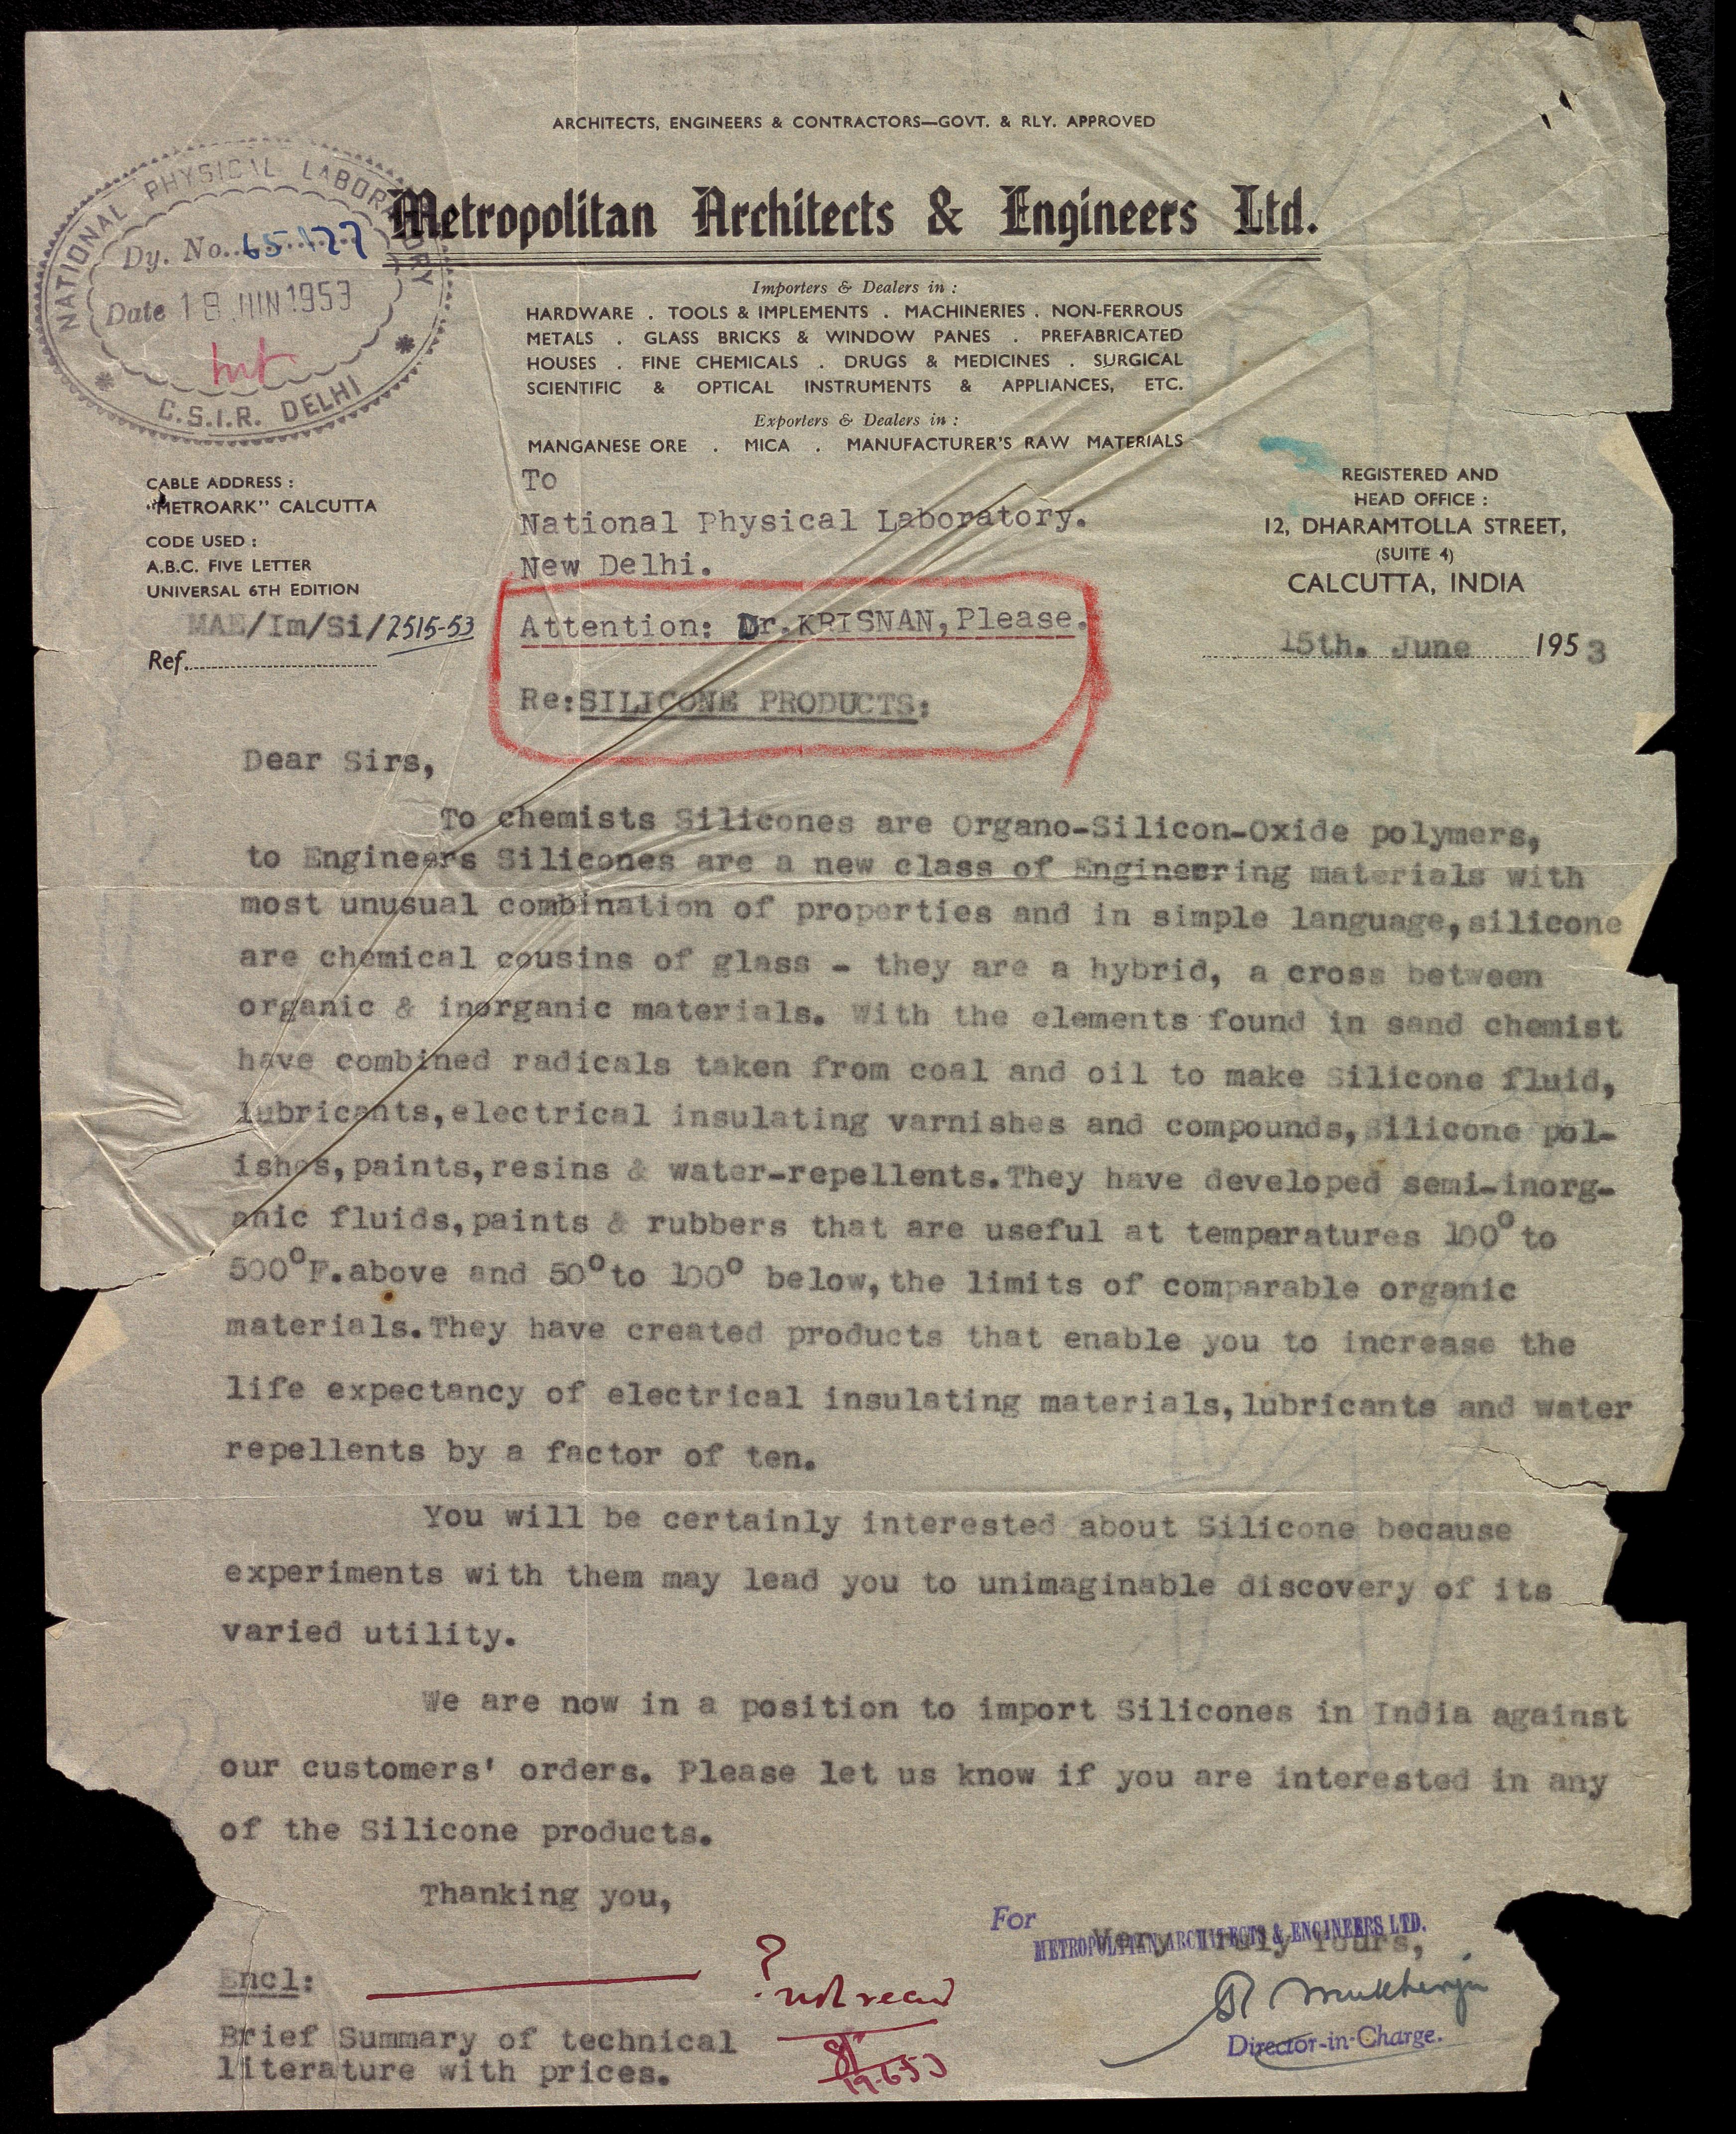 ARCHITECTS, ENGINEERS & CONTRACTORS—GOVT. & RLY. APPROVED
Metropolitan Architects & Engineers Ltd.
NATIONAL PHYSICAL LABORATORY
Dy. No.
Date 18 JUN 1953
C.S.I.R. DELHI
Importers & Dealers in :
HARDWARE . TOOLS & IMPLEMENTS . MACHINERIES . NON-FERROUS
METALS . GLASS BRICKS & WINDOW PANES . PREFABRICATED
HOUSES . FINE CHEMICALS . DRUGS & MEDICINES . SURGICAL
SCIENTIFIC & OPTICAL INSTRUMENTS & APPLIANCES, ETC.
Exporters & Dealers in :
MANGANESE ORE . MICA . MANUFACTURER'S RAW MATERIALS
CABLE ADDRESS :
"METROARK" CALCUTTA
CODE USED :
A.B.C. FIVE LETTER
UNIVERSAL 6TH EDITION
MAE/Im/Si/2515-53
Ref.
REGISTERED AND
HEAD OFFICE :
12, DHARAMTOLLA STREET,
(SUITE 4)
CALCUTTA, INDIA
15th. June 1953
To
National Physical Laboratory.
New Delhi.
Attention: Dr.KRISNAN,Please.
Re:SILICONE PRODUCTS:
Dear Sirs,
To chemists Silicones are Organo-Silicon-Oxide polymers,
to Engineers Silicones are a new class of Engineering materials with
most unusual combination of properties and in simple language,silicone
are chemical cousins of glass - they are a hybrid, a cross between
organic & inorganic materials. With the elements found in sand chemist
have combined radicals taken from coal and oil to make Silicone fluid,
lubricants,electrical insulating varnishes and compounds,Silicone pol-
ishes,paints,resins & water-repellents.They have developed semi-inorg-
anic fluids,paints & rubbers that are useful at temparatures 100° to
500°F.above and 50° to 100° below,the limits of comparable organic
materials.They have created products that enable you to increase the
life expectancy of electrical insulating materials,lubricants and water
repellents by a factor of ten.
You will be certainly interested about Silicone because
experiments with them may lead you to unimaginable discovery of its
varied utility.
We are now in a position to import Silicones in India against
our customers' orders. Please let us know if you are interested in any
of the Silicone products.
Thanking you,
Very Truly Yours,
For
METROPOLITAN ARCHITECTS & ENGINEERS LTD.
Mukherjee
Director-in-Charge.
Encl:
Brief Summary of technical
literature with prices.
?
not recd
19.6.53